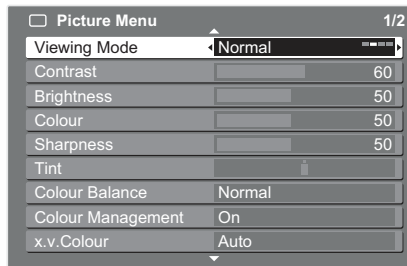 Picture Menu 1/2
Viewing Mode Normal
Contrast 60
Brightness 50
Colour 50
Sharpness 50
Tint
Colour Balance Normal
Colour Management On
x.v.Colour Auto